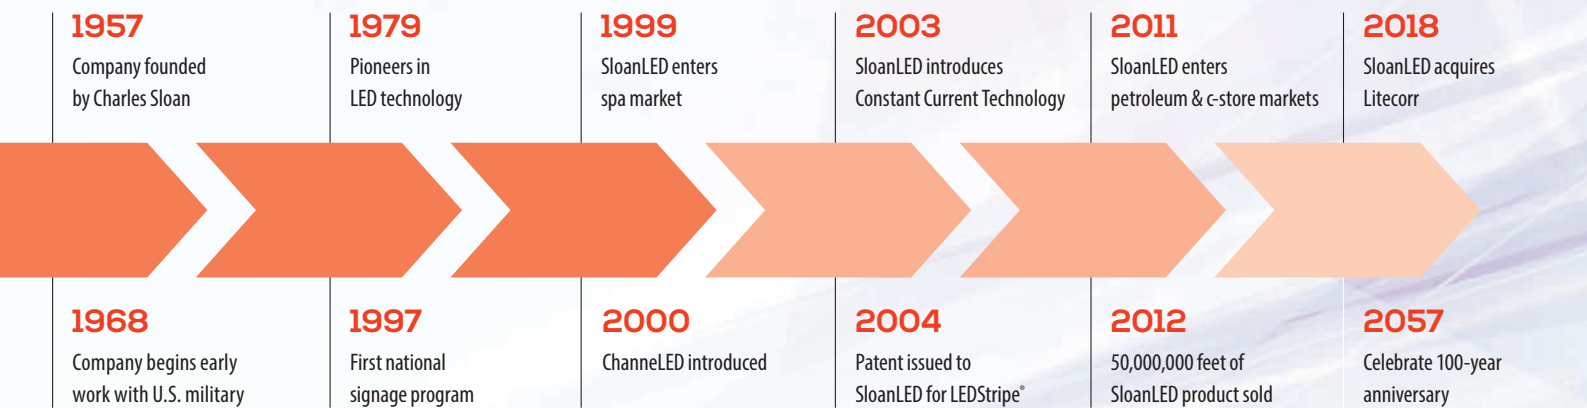 1957
Company founded
by Charles Sloan
1979
Pioneers in
LED technology
1999
SloanLED enters
spa market
2003
SloanLED introduces
Constant Current Technology
2011
SloanLED enters
petroleum & c-store markets
2018
SloanLED acquires
Litecorr
1968
Company begins early
work with U.S. military
1997
First national
signage program
2000
ChanneLED introduced
2004
Patent issued to
SloanLED for LEDStripe®
2012
50,000,000 feet of
SloanLED product sold
2057
Celebrate 100-year
anniversary